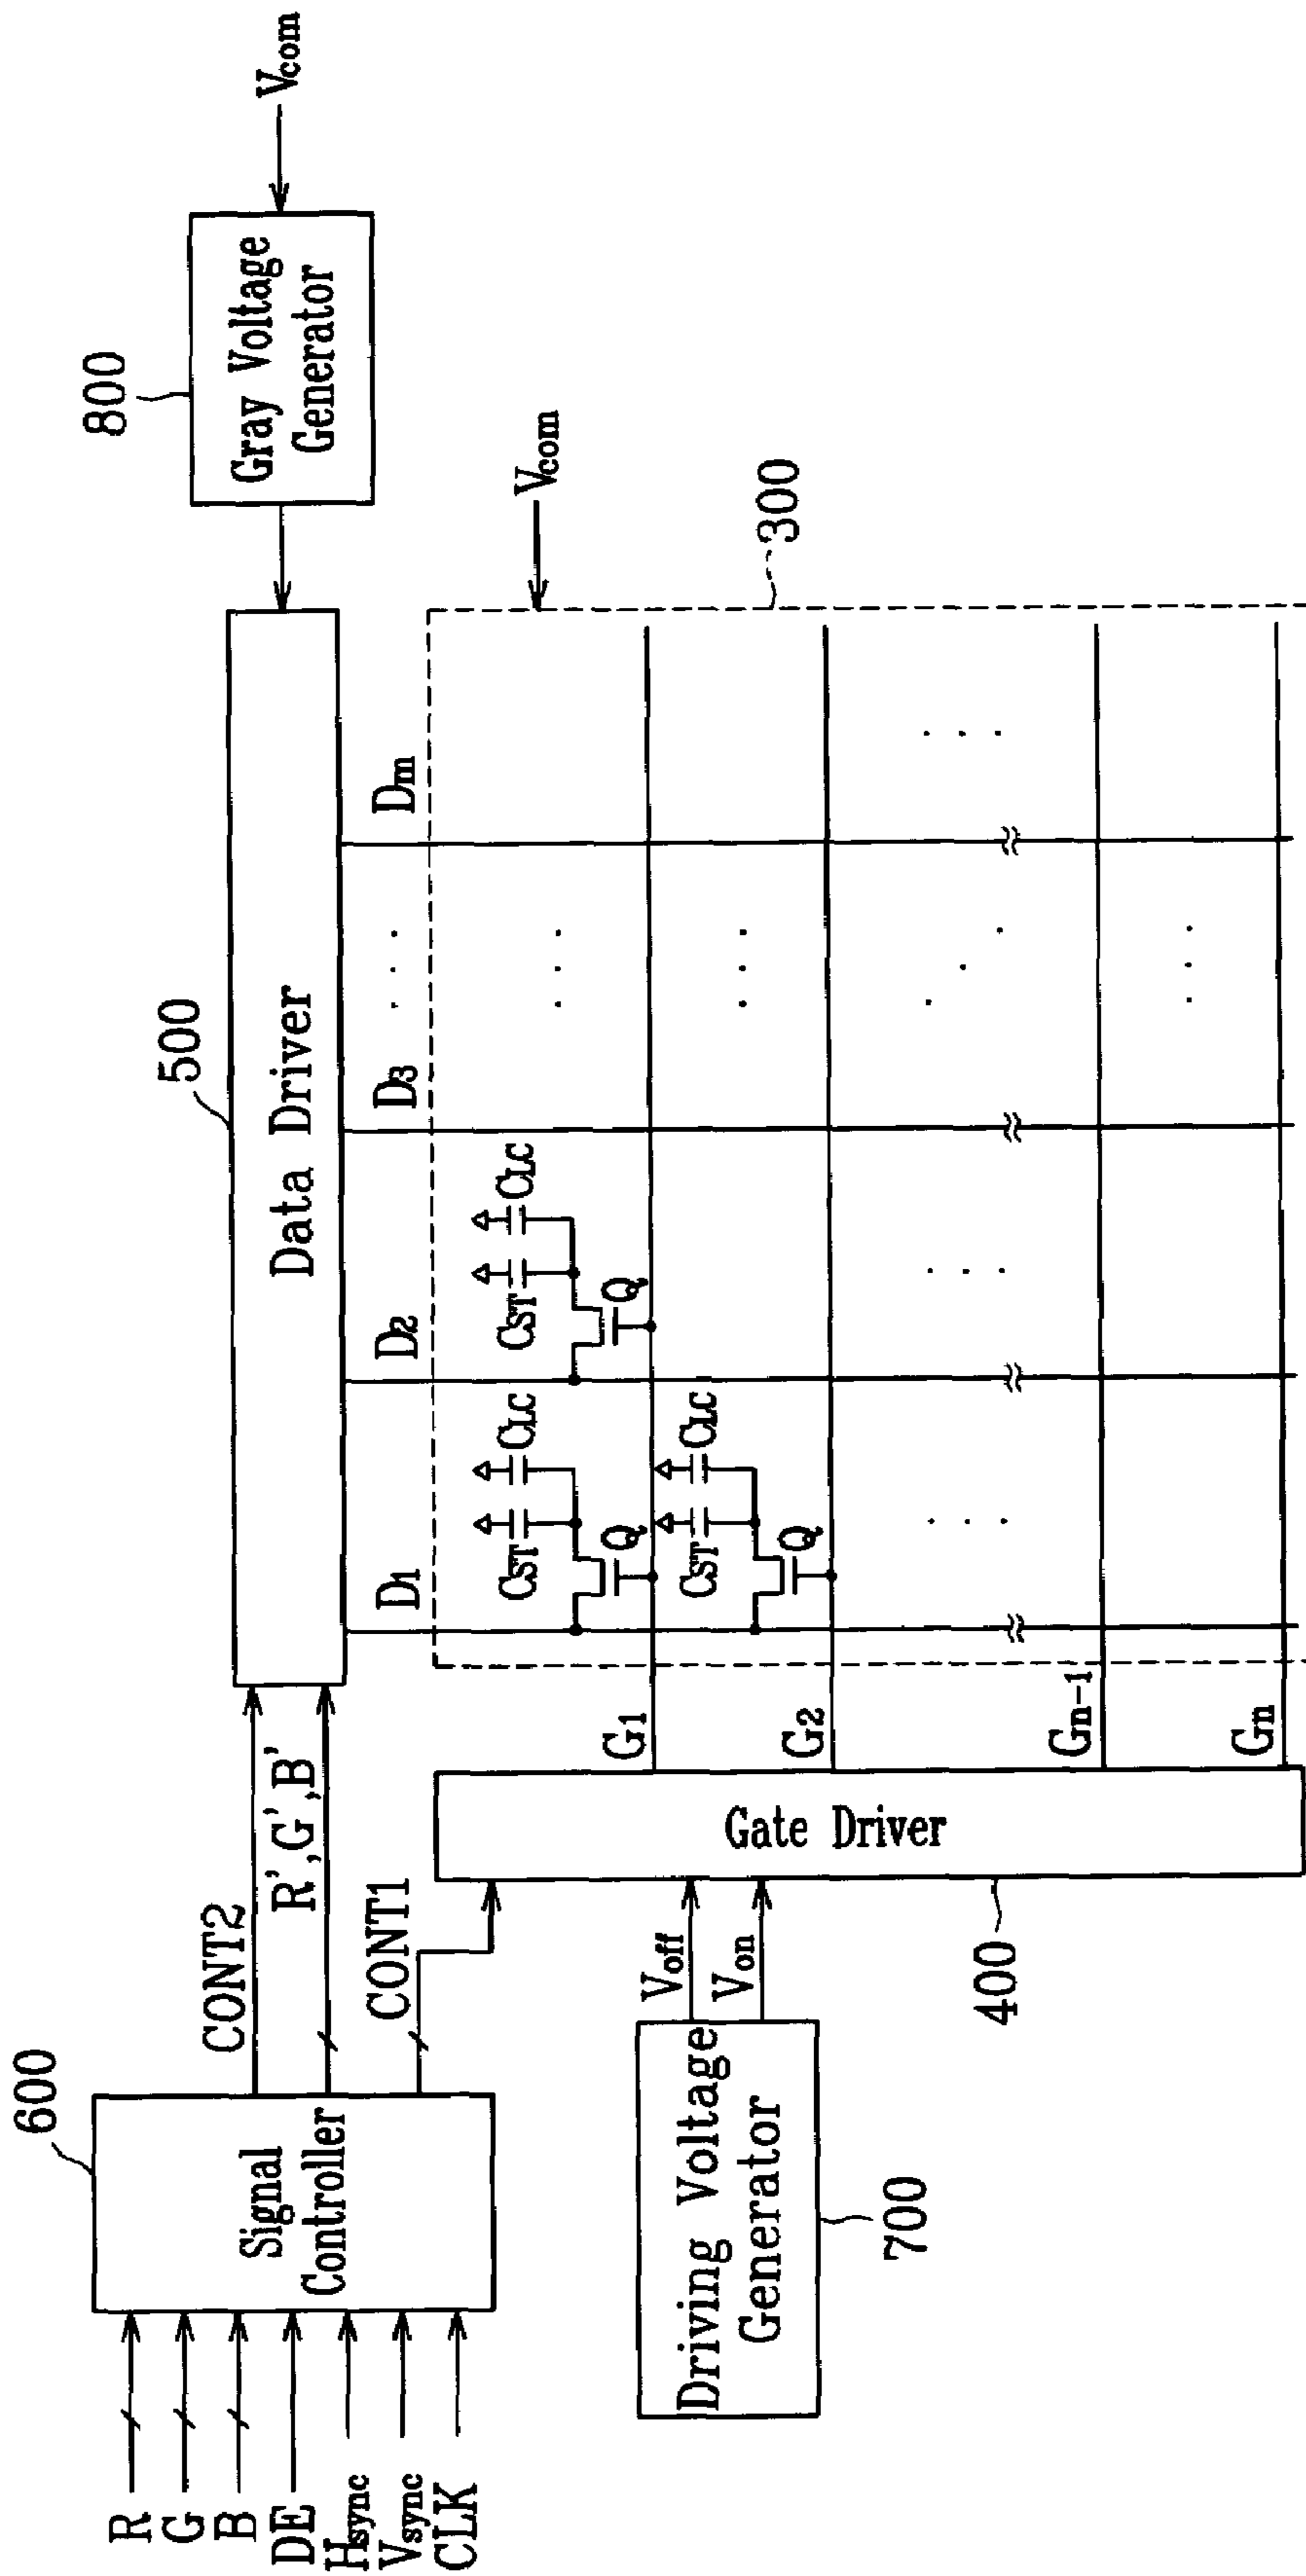 600
Signal
Controller
R
G
B
DE
Hsync
Vsync
CLK
CONT2
R',G',B'
CONT1
500
Data Driver
800
Gray Voltage
Generator
Vcom
Vcom
300
D1
D2
D3
Dm
CST
CLC
Q
CST
CLC
Q
CST
CLC
Q
G1
G2
Gn-1
Gn
Gate Driver
400
Voff
Von
Driving Voltage
Generator
700